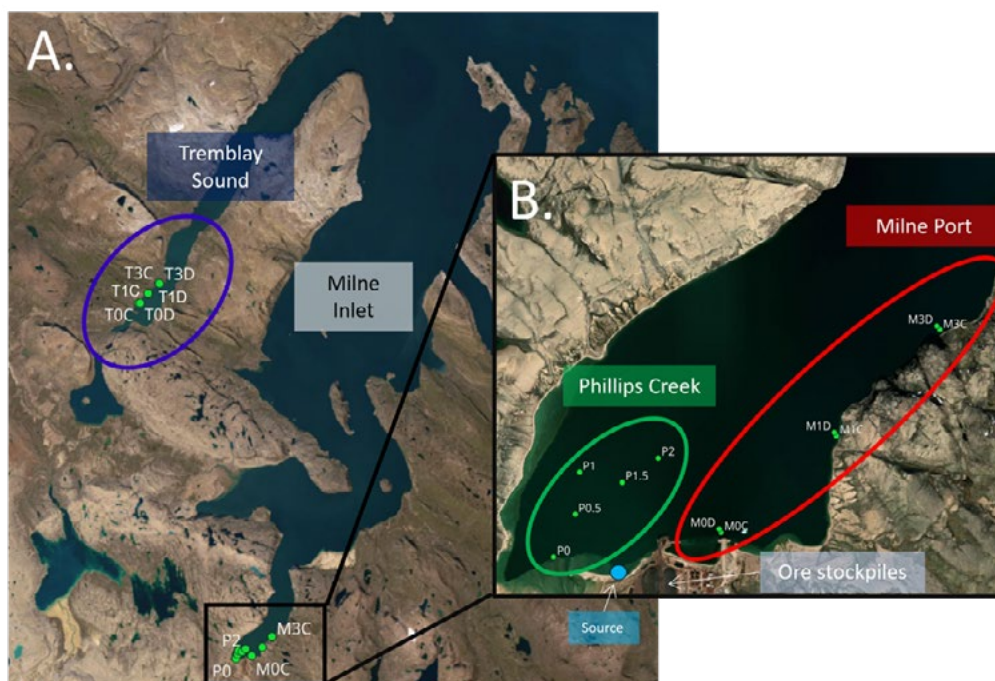 A.
Tremblay
Sound
T3C T3D
T1C T1D
T0C T0D
Milne
Inlet
P2
P0
M3C
M0C
B.
Milne Port
M3D M3C
Phillips Creek
M1D M1C
P1
P2
P1.5
P0.5
M0D M0C
P0
Ore stockpiles
Source